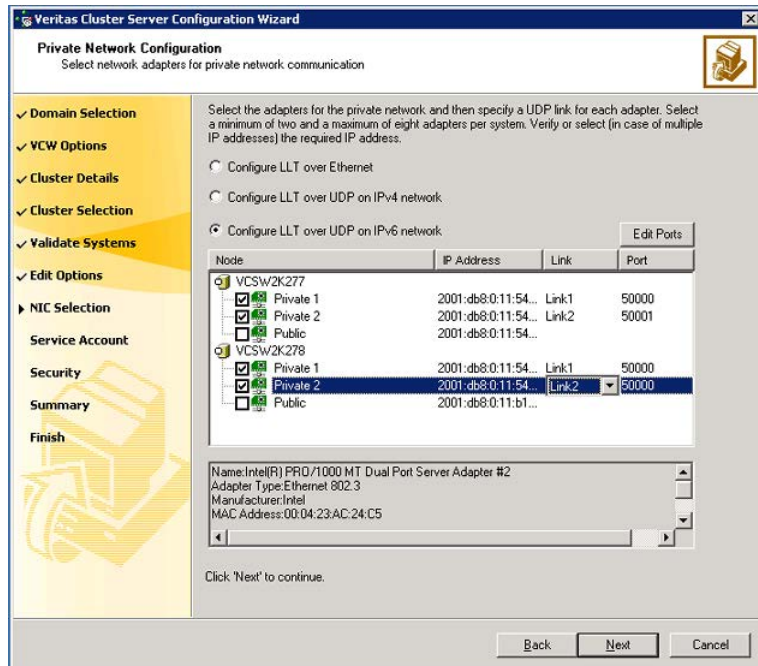 Veritas Cluster Server Configuration Wizard
Private Network Configuration
Select network adapters for private network communication
Domain Selection
VCW Options
Cluster Details
Cluster Selection
Validate Systems
Edit Options
NIC Selection
Service Account
Security
Summary
Finish
Select the adapters for the private network and then specify a UDP link for each adapter. Select
a minimum of two and a maximum of eight adapters per system. Verify or select (in case of multiple
IP addresses) the required IP address.
Configure LLT over Ethernet
Configure LLT over UDP on IPv4 network
Configure LLT over UDP on IPv6 network
Edit Ports
Node IP Address Link Port
VCSW2K277
Private 1 2001:db8:0:11:54... Link1 50000
Private 2 2001:db8:0:11:54... Link2 50001
Public 2001:db8:0:11:54...
VCSW2K278
Private 1 2001:db8:0:11:54... Link1 50000
Private 2 2001:db8:0:11:54... Link2 50000
Public 2001:db8:0:11:b1...
Name:Intel(R) PRO/1000 MT Dual Port Server Adapter #2
Adapter Type:Ethernet 802.3
Manufacturer:Intel
MAC Address:00:04:23:AC:24:C5
Click 'Next' to continue.
Back Next Cancel